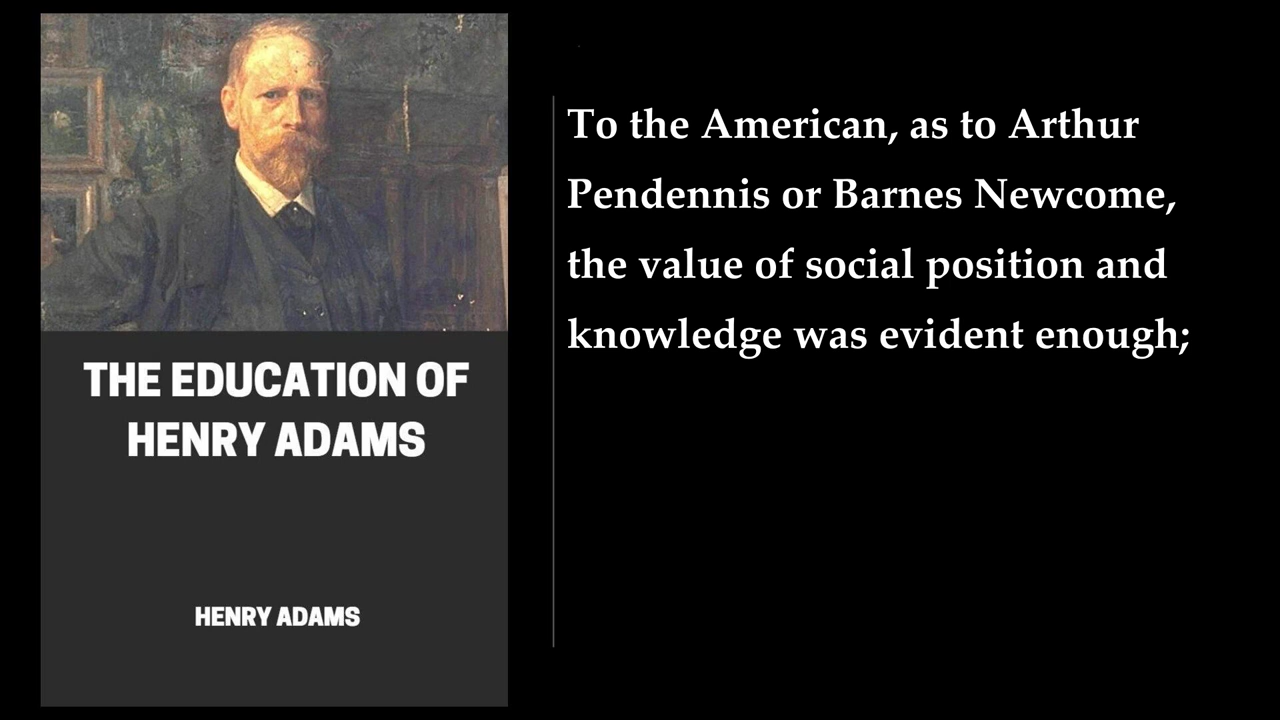 THE EDUCATION OF
HENRY ADAMS
HENRY ADAMS
To the American, as to Arthur
Pendennis or Barnes Newcome,
the value of social position and
knowledge was evident enough;